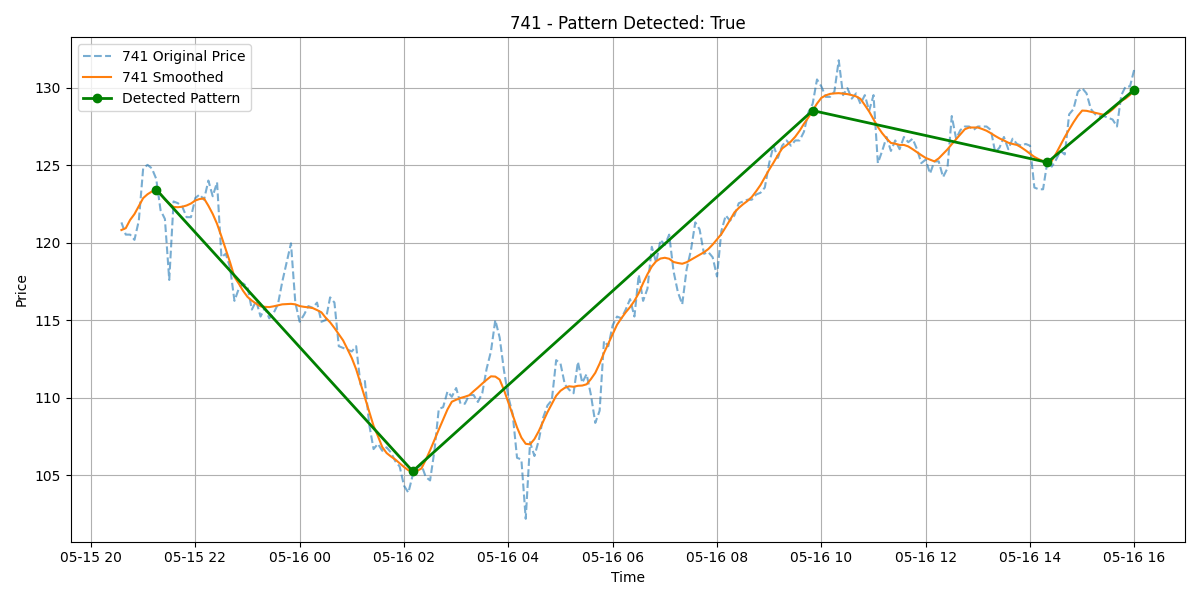 741 - Pattern Detected: True
741 Original Price
741 Smoothed
Detected Pattern
Price
130
125
120
115
110
105
05-15 20 05-15 22 05-16 00 05-16 02 05-16 04 05-16 06 05-16 08 05-16 10 05-16 12 05-16 14 05-16 16
Time